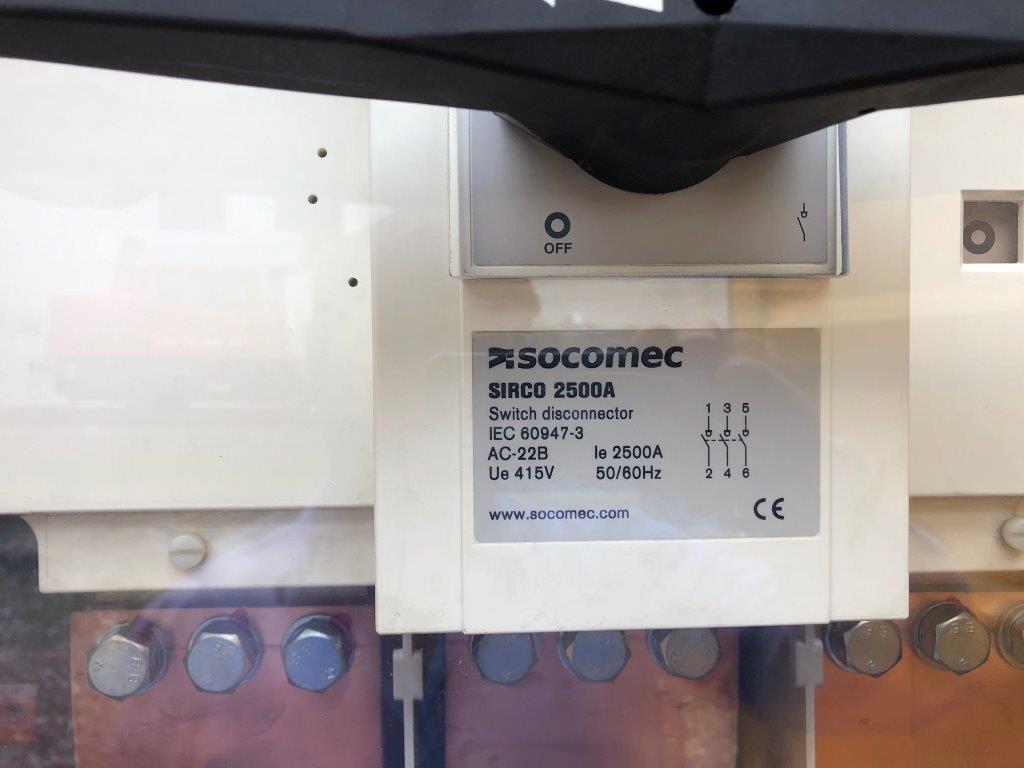 OFF
socomec
SIRCO 2500A
Switch disconnector
IEC 60947-3
AC-22B Ie 2500A
Ue 415V 50/60Hz
1 3 5
2 4 6
www.socomec.com
CE